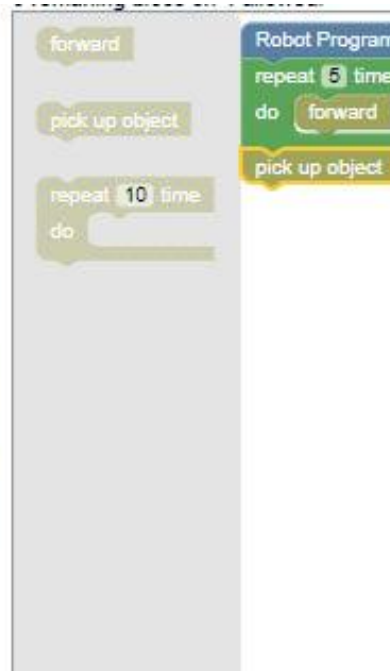 forward
pick up object
repeat 10 time
do
Robot Program
repeat 5 time
do forward
pick up object